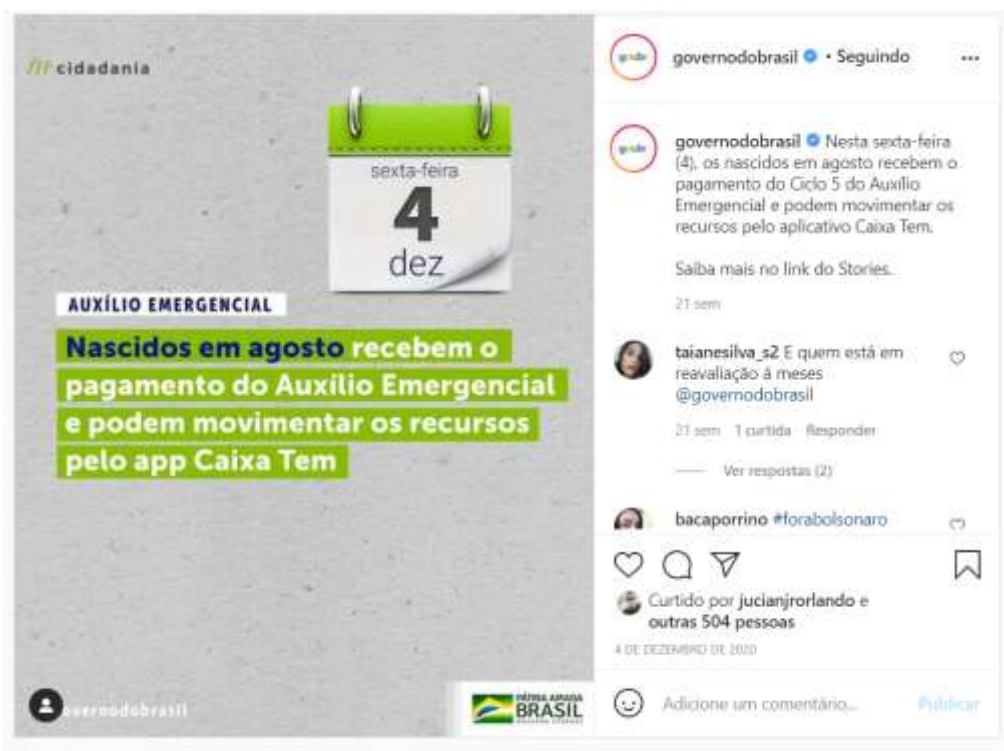 cidadania
sexta-feira
4
dez
AUXÍLIO EMERGENCIAL
Nascidos em agosto recebem o
pagamento do Auxílio Emergencial
e podem movimentar os recursos
pelo app Caixa Tem
governodobrasil
PÁTRIA AMADA
BRASIL
governodobrasil • Seguindo
governodobrasil Nesta sexta-feira
(4), os nascidos em agosto recebem o
pagamento do Ciclo 5 do Auxílio
Emergencial e podem movimentar os
recursos pelo aplicativo Caixa Tem.
Saiba mais no link do Stories.
21 sem
taianesilva_s2 E quem está em
reavaliação á meses
@governodobrasil
21 sem 1 curtida Responder
Ver respostas (2)
bacaporrino #forabolsonaro
Curtido por jucianjrorlando e
outras 504 pessoas
4 DE DEZEMBRO DE 2020
Adicione um comentário...
Publicar